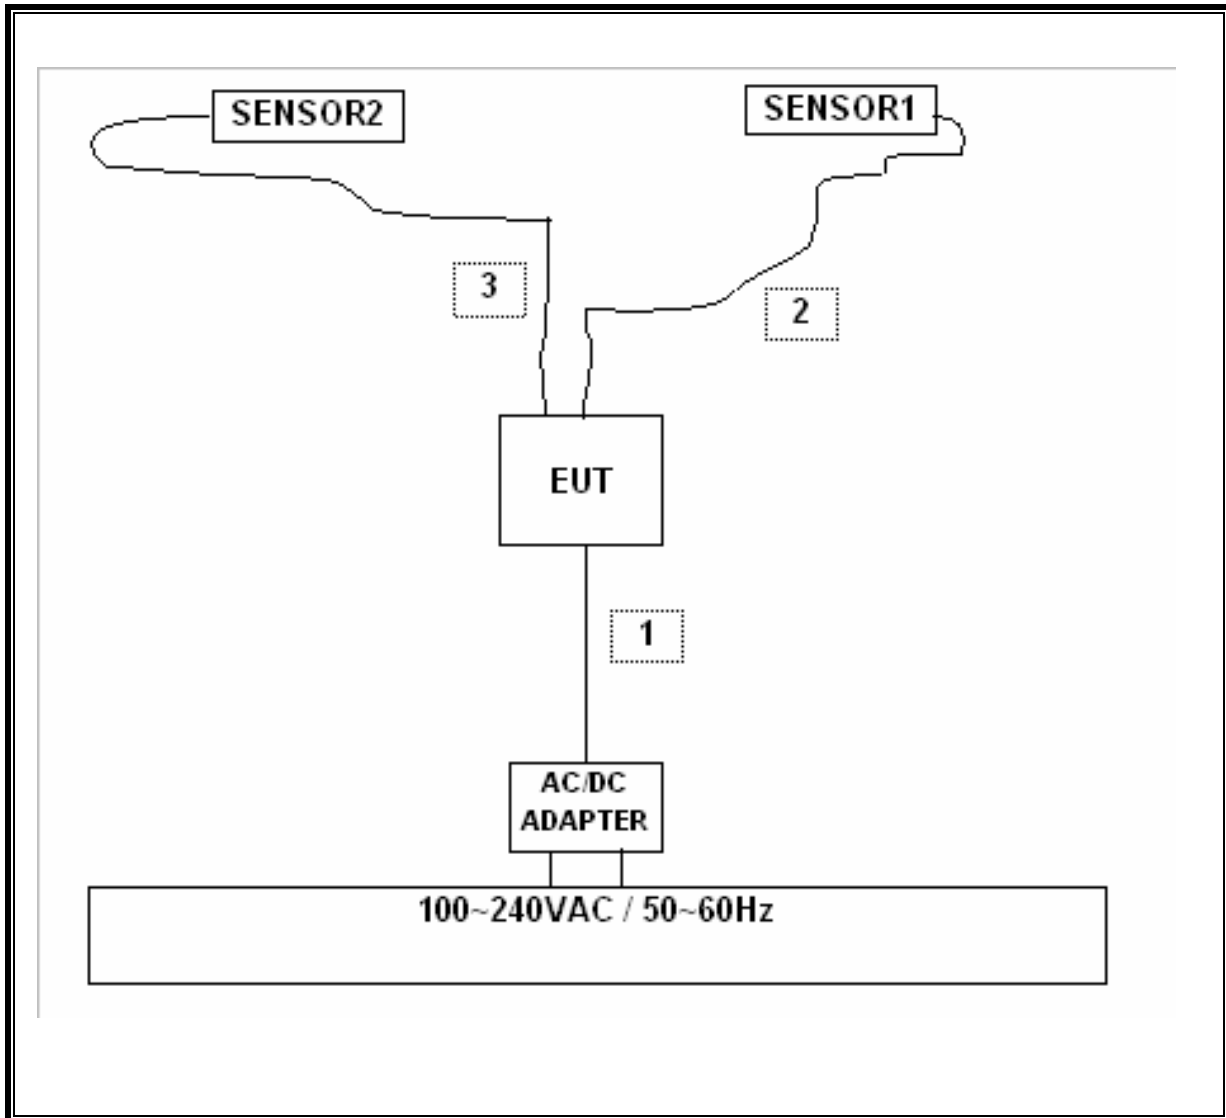 SENSOR2
SENSOR1
3
2
EUT
1
AC/DC
ADAPTER
100~240VAC / 50~60Hz